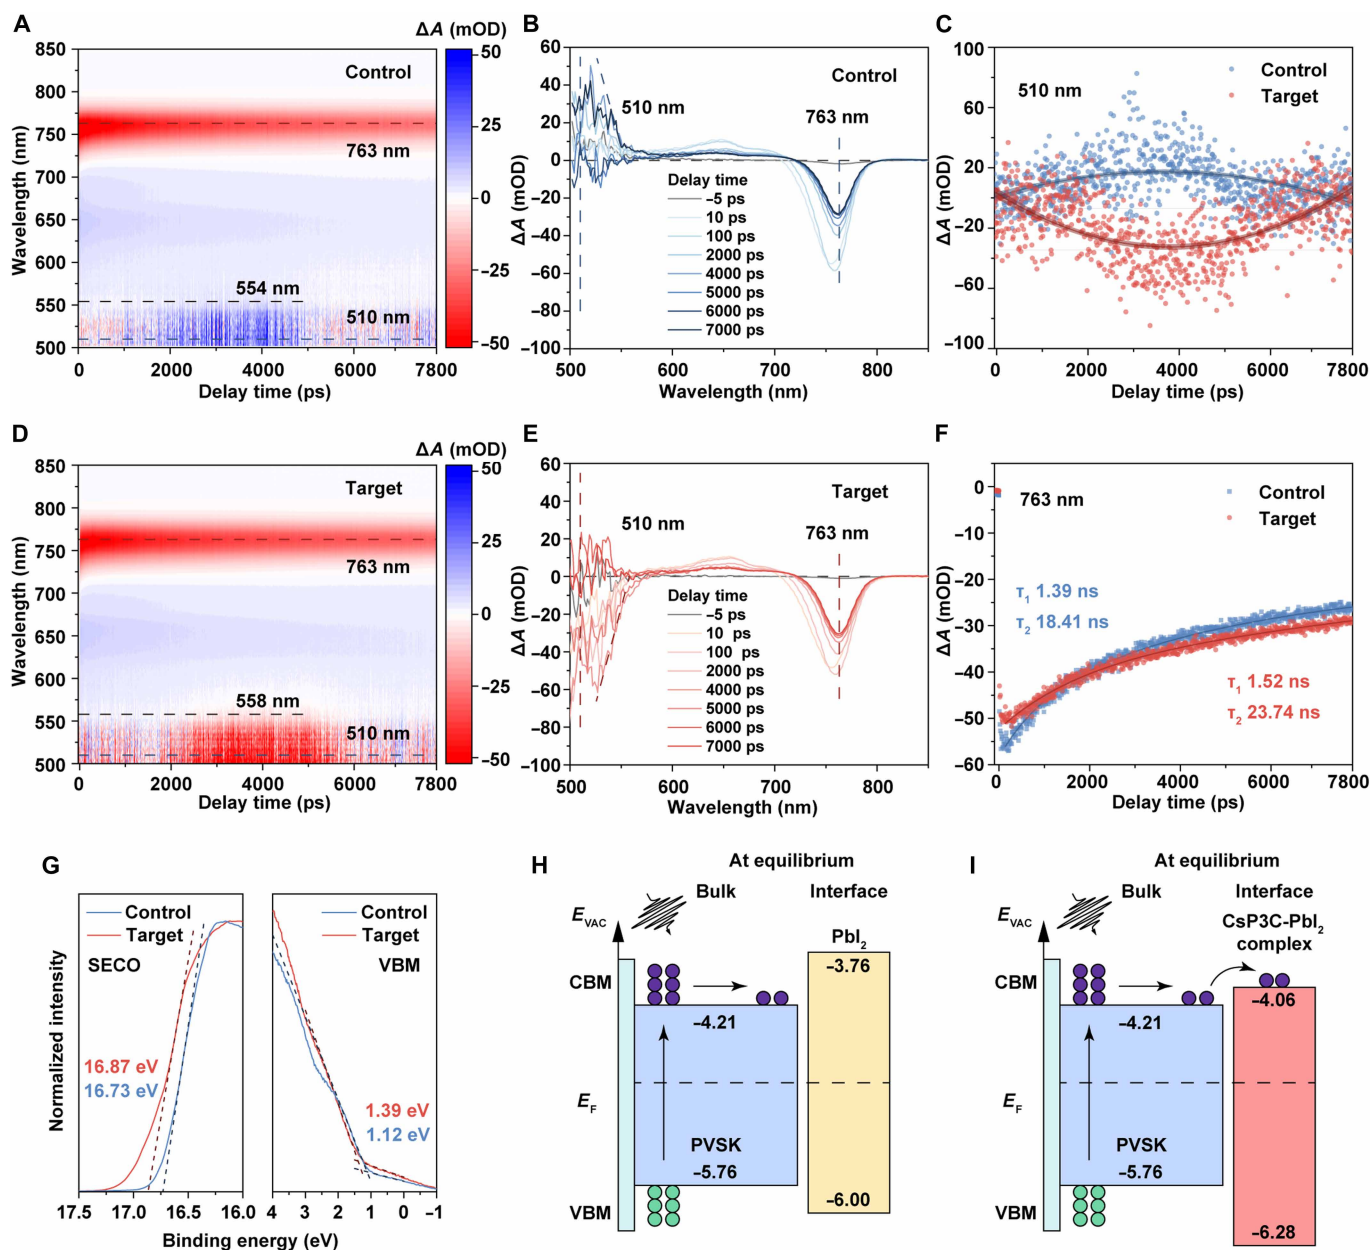 A
ΔA (mOD)
850
800
750
700
650
600
550
500
Wavelength (nm)
Control
763 nm
554 nm
510 nm
50
25
0
−25
−50
0
2000
4000
6000
7800
Delay time (ps)
B
60
40
20
0
−20
−40
−60
−80
−100
ΔA (mOD)
Control
510 nm
763 nm
Delay time
−5 ps
10 ps
100 ps
2000 ps
4000 ps
5000 ps
6000 ps
7000 ps
500
600
700
800
Wavelength (nm)
C
100
60
20
−20
−60
−100
ΔA (mOD)
510 nm
Control
Target
0
2000
4000
6000
7800
Delay time (ps)
D
ΔA (mOD)
850
800
750
700
650
600
550
500
Wavelength (nm)
Target
763 nm
558 nm
510 nm
50
25
0
−25
−50
0
2000
4000
6000
7800
Delay time (ps)
E
60
40
20
0
−20
−40
−60
−80
−100
ΔA (mOD)
Target
510 nm
763 nm
Delay time
−5 ps
10 ps
100 ps
2000 ps
4000 ps
5000 ps
6000 ps
7000 ps
500
600
700
800
Wavelength (nm)
F
0
−10
−20
−30
−40
−50
−60
ΔA (mOD)
763 nm
Control
Target
τ1 1.39 ns
τ2 18.41 ns
τ1 1.52 ns
τ2 23.74 ns
0
2000
4000
6000
7800
Delay time (ps)
G
Normalized intensity
Control
Target
SECO
16.87 eV
16.73 eV
17.5
17.0
16.5
16.0
Control
Target
VBM
1.39 eV
1.12 eV
4
3
2
1
0
−1
Binding energy (eV)
H
At equilibrium
Bulk
Interface
EVAC
PbI2
−3.76
CBM
−4.21
EF
PVSK
−5.76
−6.00
VBM
I
At equilibrium
Bulk
Interface
EVAC
CsP3C-PbI2
complex
CBM
−4.06
−4.21
EF
PVSK
−5.76
−6.28
VBM